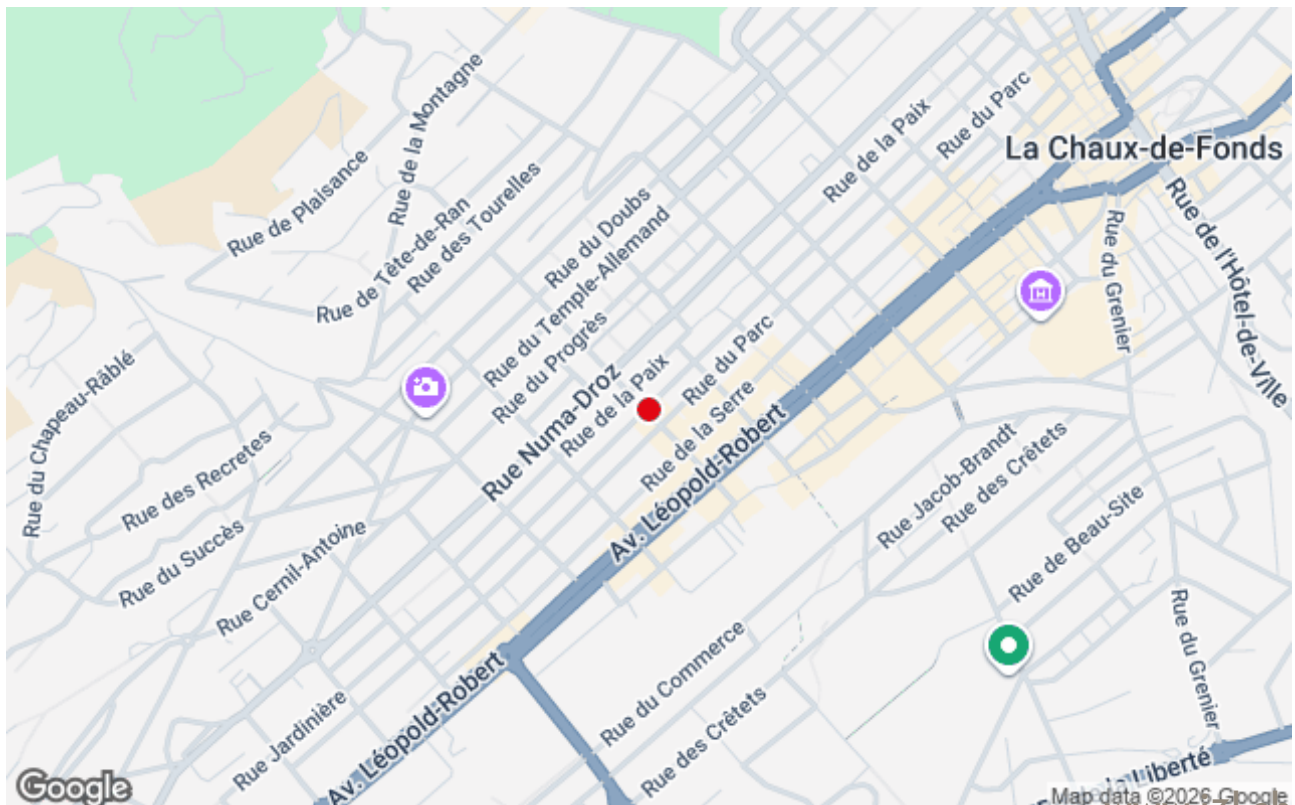 Rue de la Montagne
Rue de Plaisance
Rue de Tête-de-Ran
Rue des Tourelles
Rue du Doubs
Rue du Temple-Allemand
Rue du Progrès
Rue Numa-Droz
Rue de la Paix
Rue de la Paix
Rue du Parc
Rue du Parc
La Chaux-de-Fonds
Rue du Grenier
Rue de l'Hôtel-de-Ville
Rue de la Serre
Av. Léopold-Robert
Rue du Chapeau-Râblé
Rue des Recretes
Rue du Succès
Rue Cernil-Antoine
Rue Jacob-Brandt
Rue des Crêtets
Rue de Beau-Site
Rue du Grenier
Rue Jardinière
Av. Léopold-Robert
Rue du Commerce
Rue des Crêtets
la Liberté
Google
Map data ©2026 Google